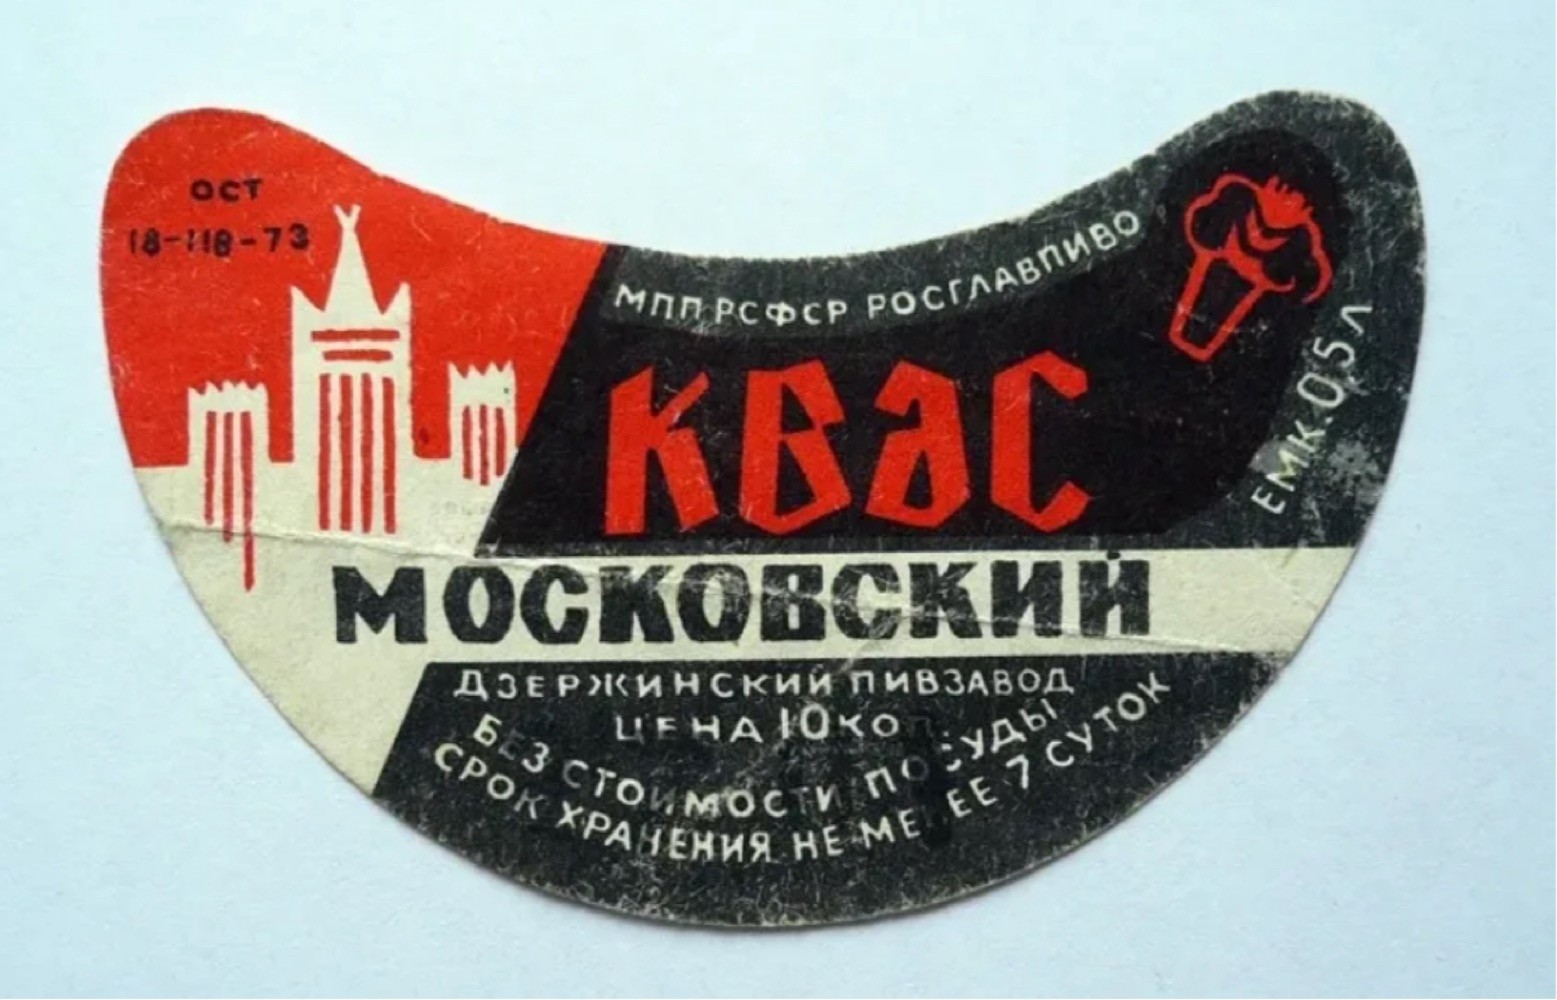 ОСТ
18-118-73
МПП РСФСР РОСГЛАВПИВО
КВАС
ЕМК. 0,5 Л
МОСКОВСКИЙ
ДЗЕРЖИНСКИЙ ПИВЗАВОД
ЦЕНА 10 КОП.
БЕЗ СТОИМОСТИ ПОСУДЫ
СРОК ХРАНЕНИЯ НЕ МЕНЕЕ 7 СУТОК